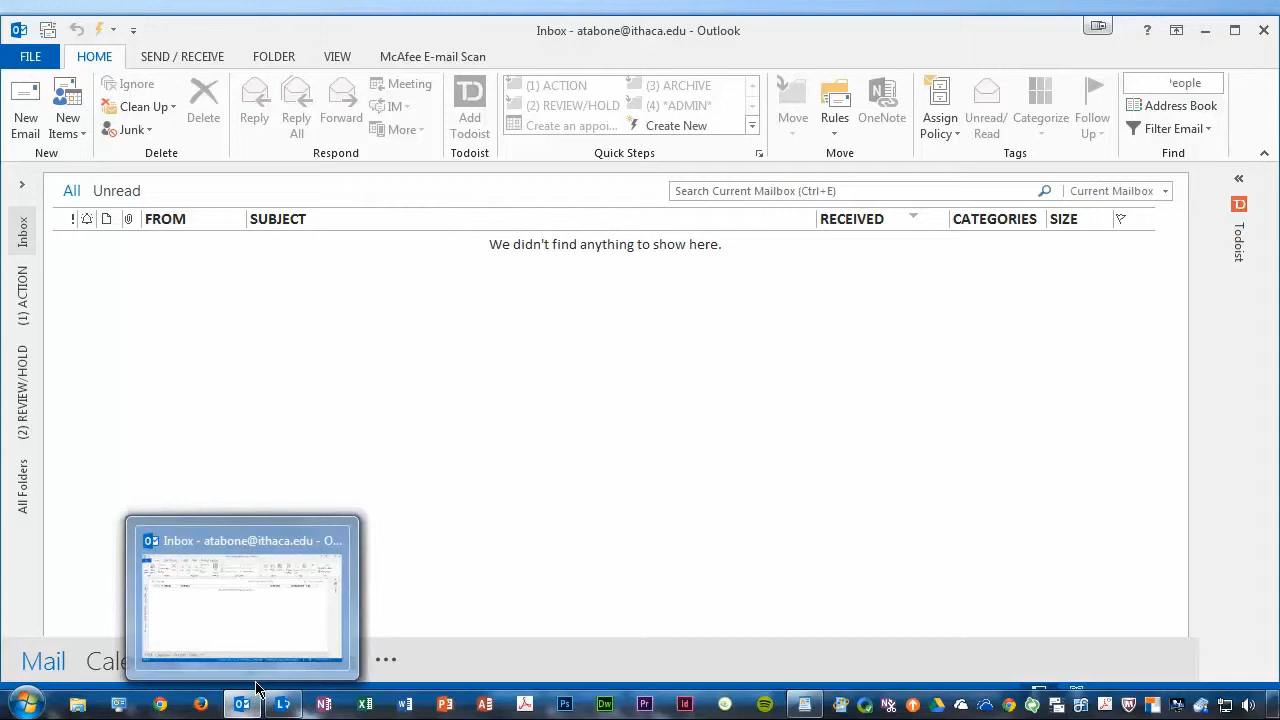 Inbox - atabone@ithaca.edu - Outlook
FILE HOME SEND / RECEIVE FOLDER VIEW McAfee E-mail Scan
New Email
New Items
New
Ignore
Clean Up
Junk
Delete
Delete
Reply
Reply All
Forward
Meeting
IM
More
Respond
Add Todoist
Todoist
(1) ACTION
(2) REVIEW/HOLD
Create an appoi...
(3) ARCHIVE
(4) *ADMIN*
Create New
Quick Steps
Move
Rules
OneNote
Move
Assign Policy
Unread/ Read
Categorize
Follow Up
Tags
eople
Address Book
Filter Email
Find
All Unread
Search Current Mailbox (Ctrl+E)
Current Mailbox
! FROM SUBJECT RECEIVED CATEGORIES SIZE
We didn't find anything to show here.
Inbox
(1) ACTION
(2) REVIEW/HOLD
All Folders
Todoist
Inbox - atabone@ithaca.edu - O...
Mail Cale